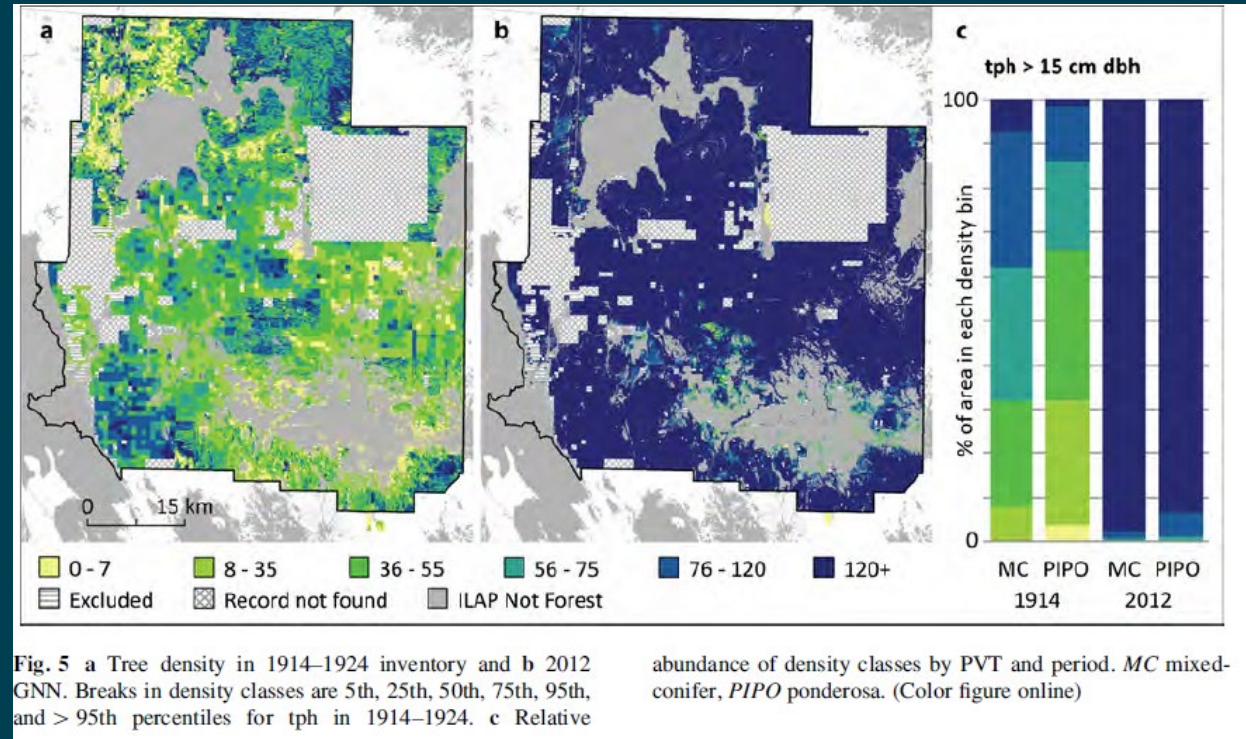 a
b
c
tph > 15 cm dbh
100
% of area in each density bin
0
0 15 km
MC PIPO MC PIPO
1914 2012
0 - 7 8 - 35 36 - 55 56 - 75 76 - 120 120+
Excluded Record not found ILAP Not Forest
Fig. 5 a Tree density in 1914–1924 inventory and b 2012
GNN. Breaks in density classes are 5th, 25th, 50th, 75th, 95th,
and > 95th percentiles for tph in 1914–1924. c Relative
abundance of density classes by PVT and period. MC mixed-
conifer, PIPO ponderosa. (Color figure online)